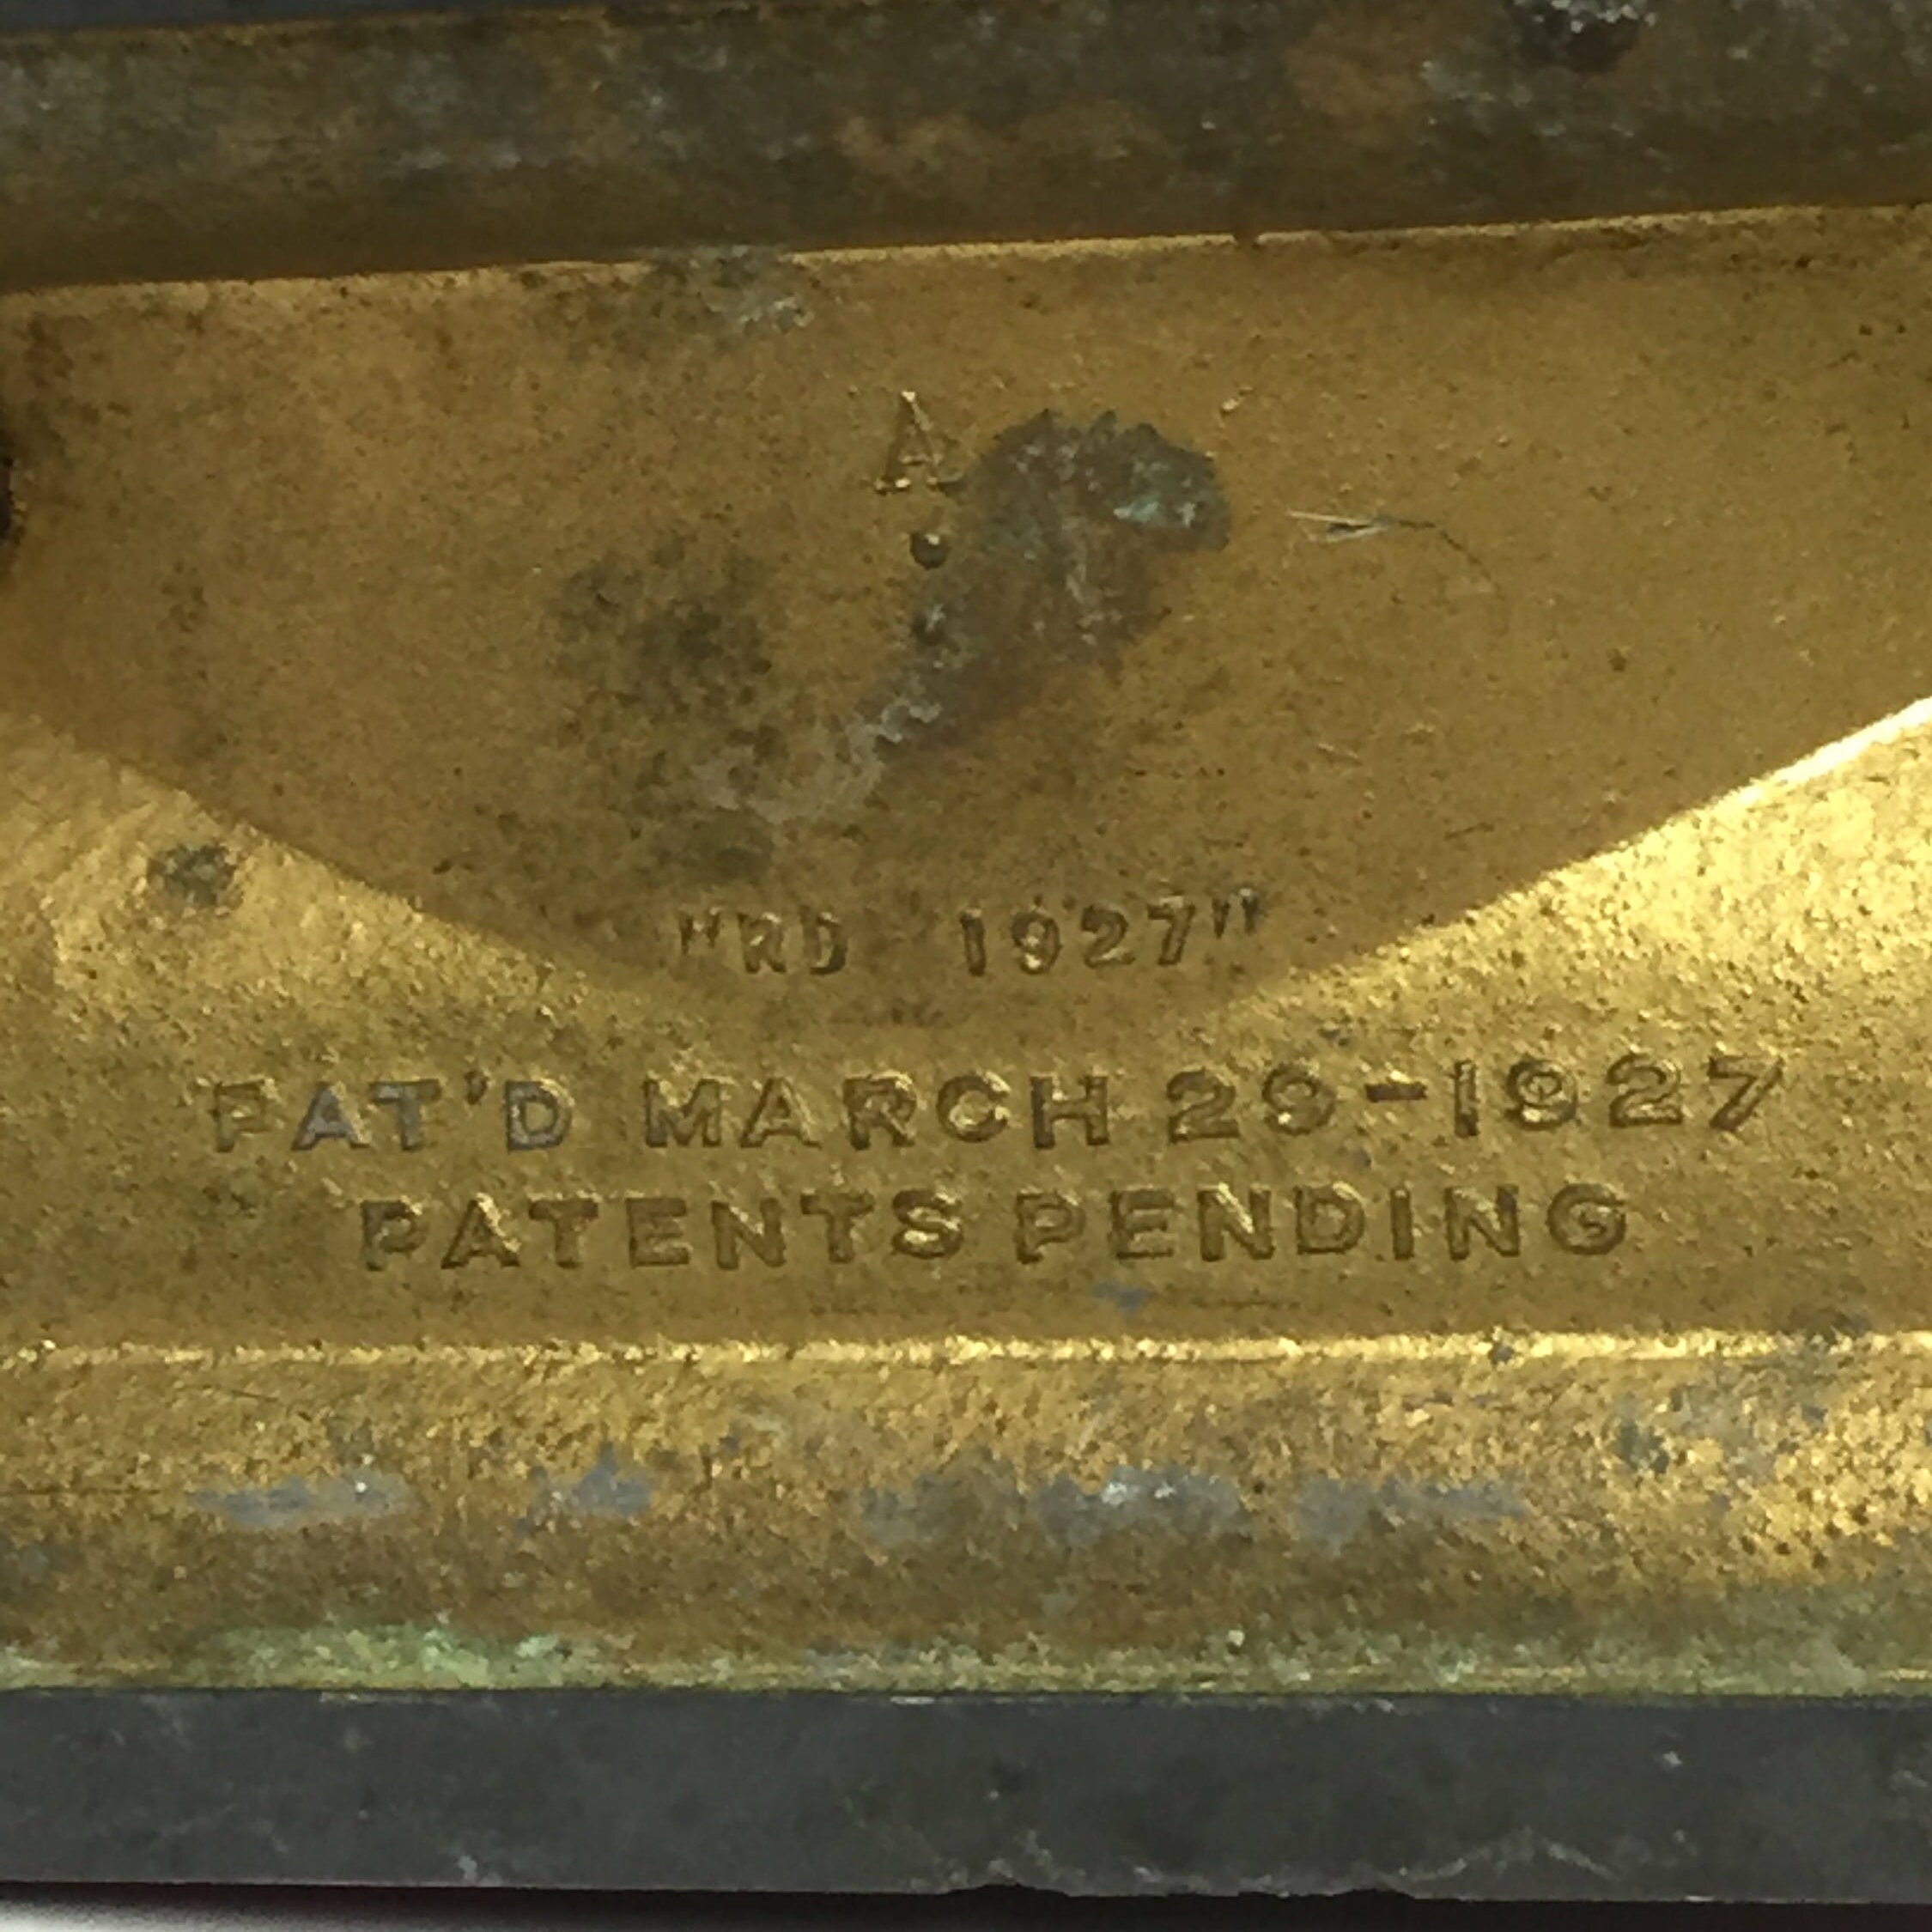 A
"RD 1927"
PAT'D MARCH 29-1927
PATENTS PENDING